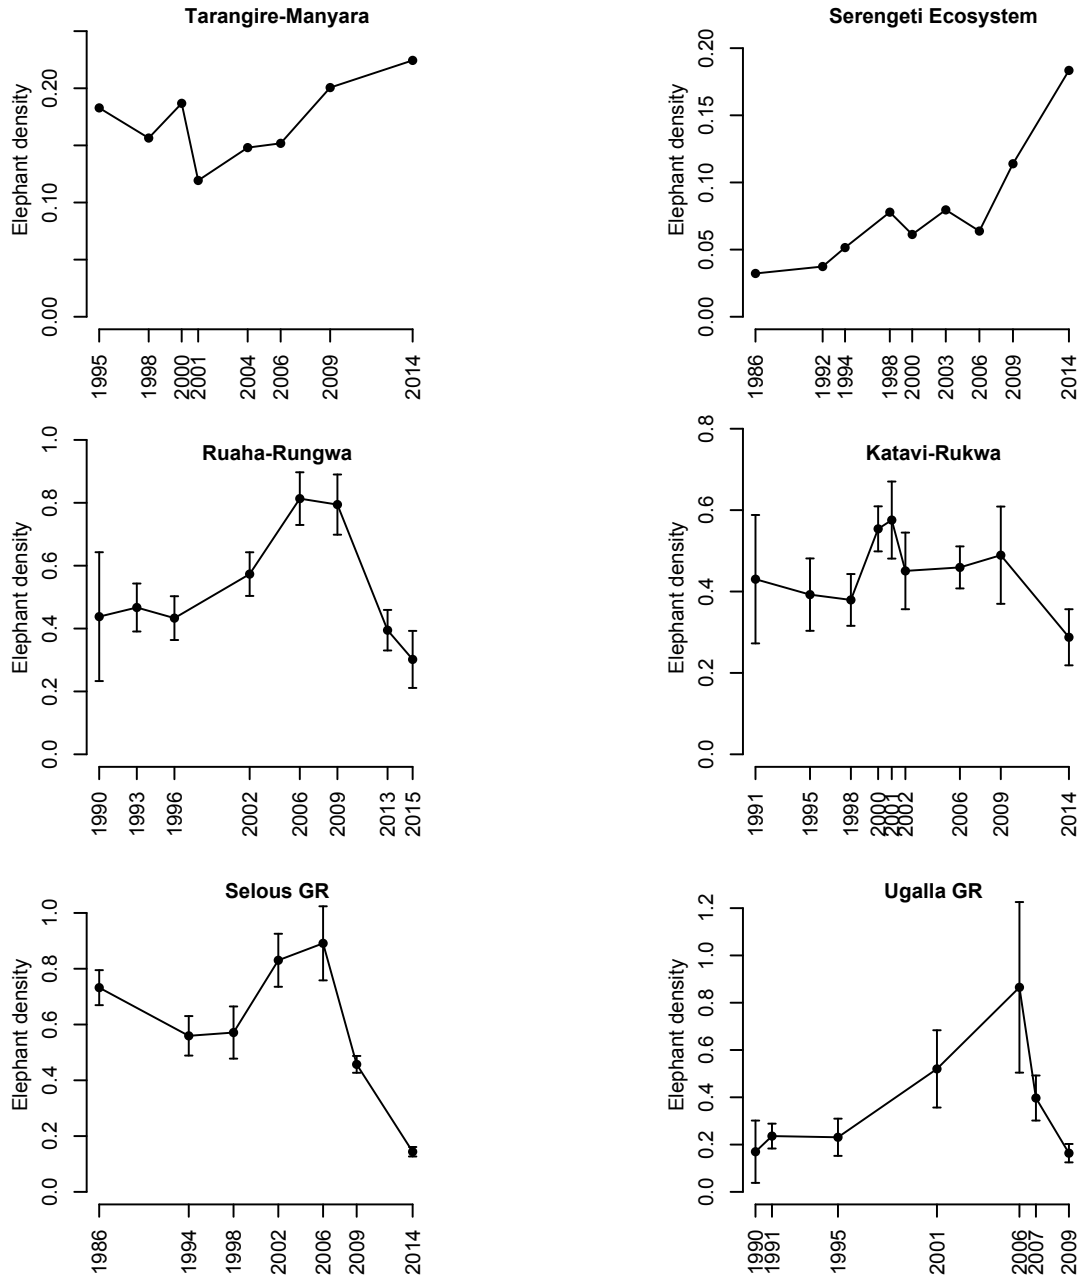 Tarangire-Manyara
Elephant density
0.00 0.10 0.20
1995 1998 2000 2001 2004 2006 2009 2014
Serengeti Ecosystem
Elephant density
0.00 0.05 0.10 0.15 0.20
1986 1992 1994 1998 2000 2003 2006 2009 2014
Ruaha-Rungwa
Elephant density
0.0 0.2 0.4 0.6 0.8 1.0
1990 1993 1996 2002 2006 2009 2013 2015
Katavi-Rukwa
Elephant density
0.0 0.2 0.4 0.6 0.8
1991 1995 1998 2000 2001 2002 2006 2009 2014
Selous GR
Elephant density
0.0 0.2 0.4 0.6 0.8 1.0
1986 1994 1998 2002 2006 2009 2014
Ugalla GR
Elephant density
0.0 0.2 0.4 0.6 0.8 1.0 1.2
1990 1991 1995 2001 2006 2007 2009